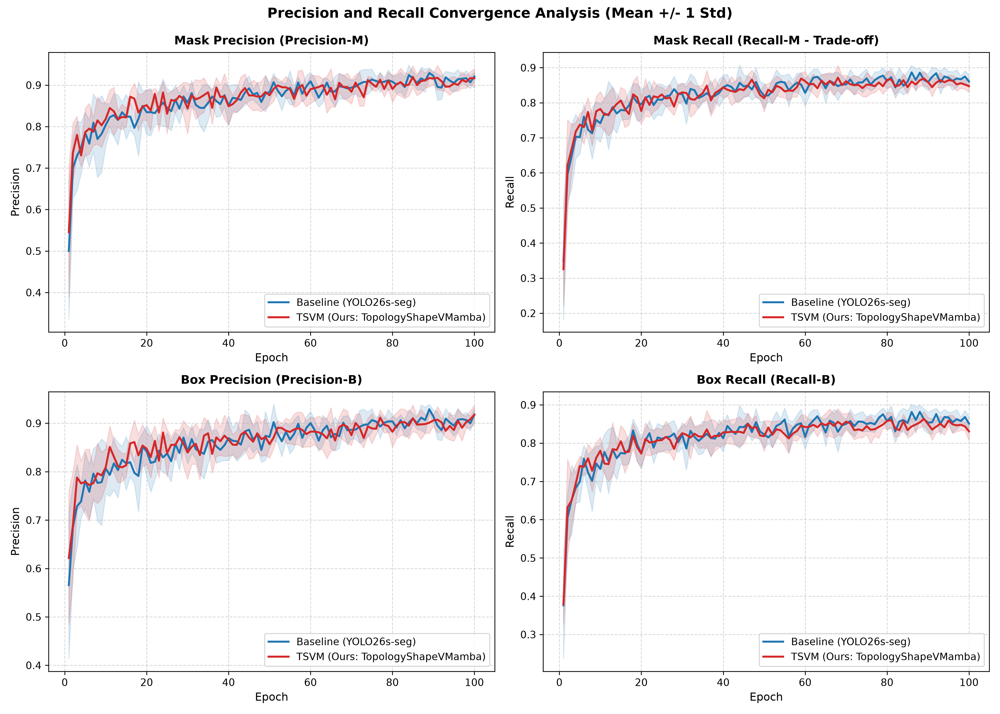 Precision and Recall Convergence Analysis (Mean +/- 1 Std)
Mask Precision (Precision-M)
Precision
0.9
0.8
0.7
0.6
0.5
0.4
0 20 40 60 80 100
Epoch
Baseline (YOLO26s-seg)
TSVM (Ours: TopologyShapeVMamba)
Mask Recall (Recall-M - Trade-off)
Recall
0.9
0.8
0.7
0.6
0.5
0.4
0.3
0.2
0 20 40 60 80 100
Epoch
Baseline (YOLO26s-seg)
TSVM (Ours: TopologyShapeVMamba)
Box Precision (Precision-B)
Precision
0.9
0.8
0.7
0.6
0.5
0.4
0 20 40 60 80 100
Epoch
Baseline (YOLO26s-seg)
TSVM (Ours: TopologyShapeVMamba)
Box Recall (Recall-B)
Recall
0.9
0.8
0.7
0.6
0.5
0.4
0.3
0 20 40 60 80 100
Epoch
Baseline (YOLO26s-seg)
TSVM (Ours: TopologyShapeVMamba)